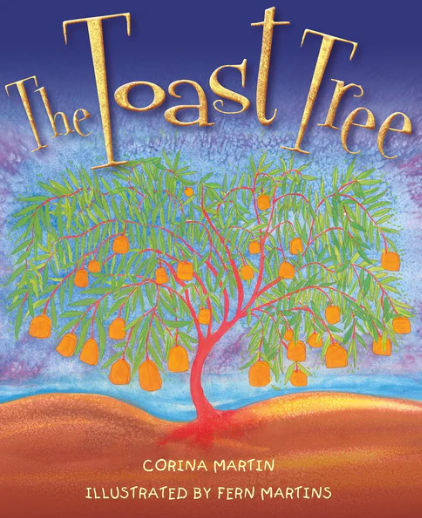 The Toast Tree
CORINA MARTIN
ILLUSTRATED BY FERN MARTINS